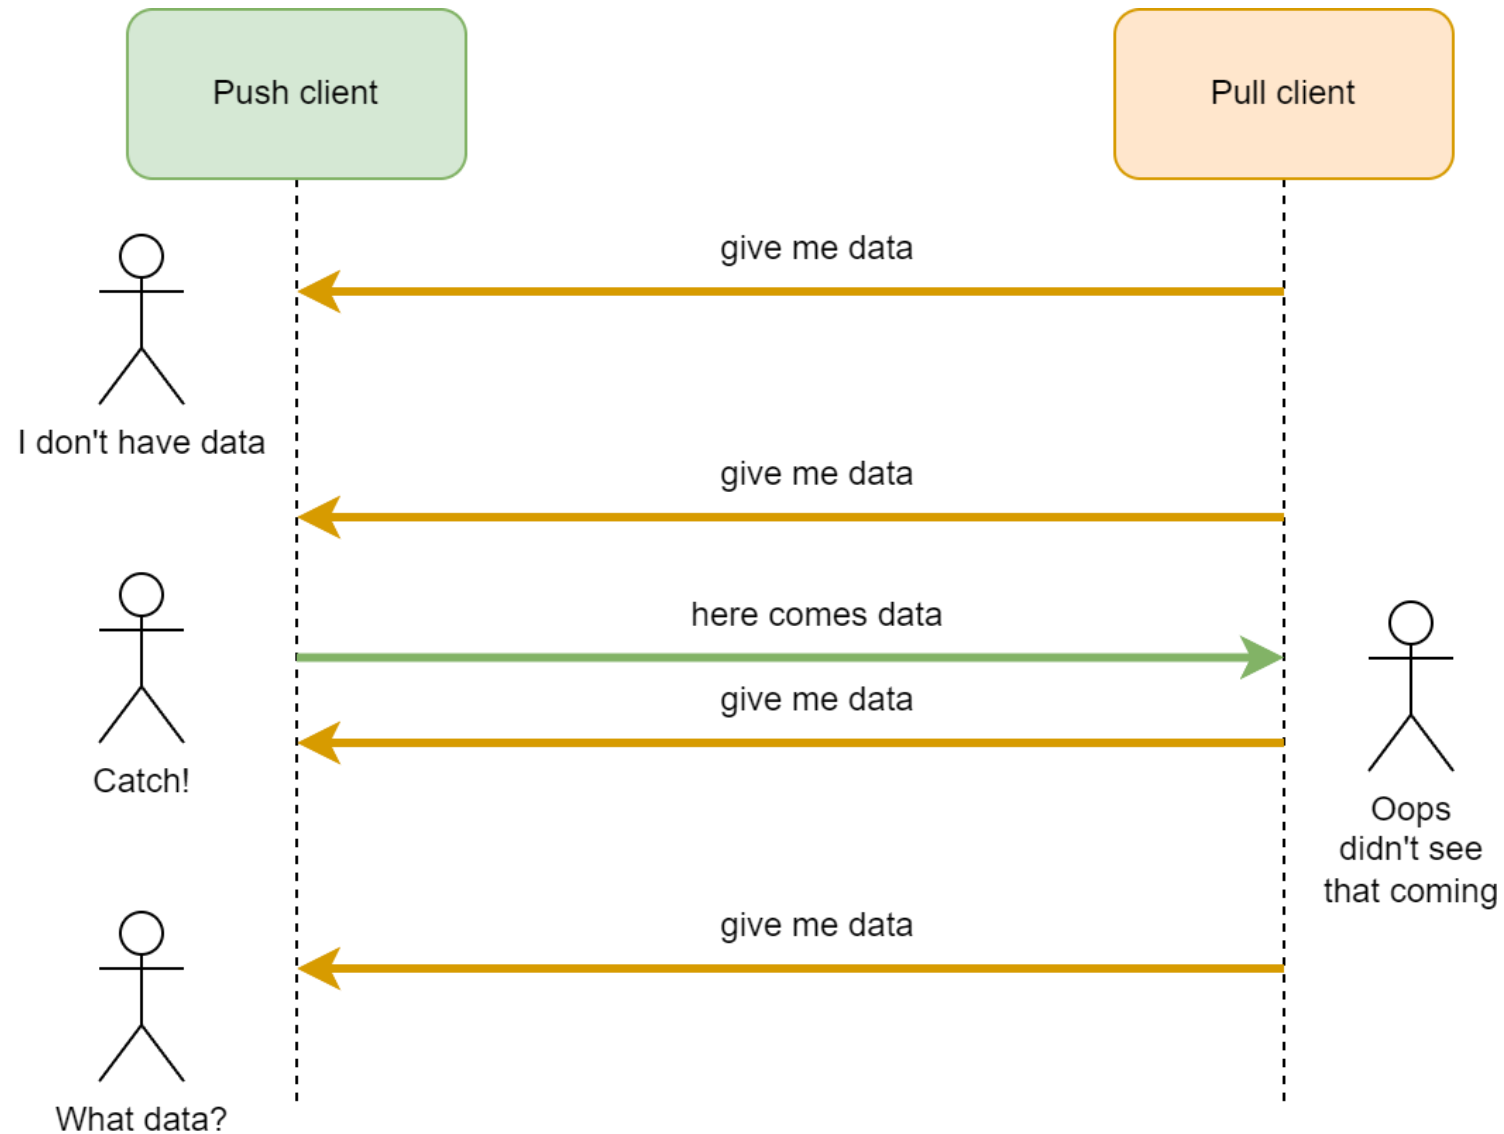 Push client
Pull client
give me data
I don't have data
give me data
here comes data
give me data
Catch!
Oops
didn't see
that coming
give me data
What data?